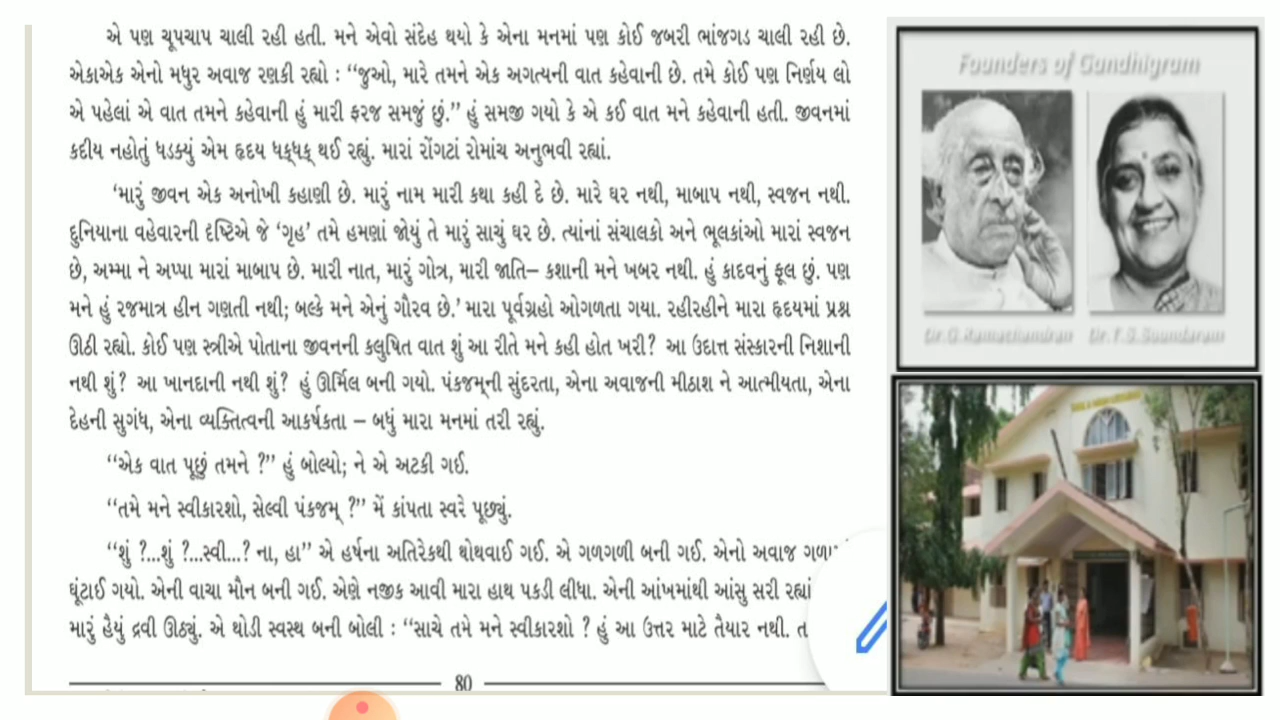 એ પણ ચૂપચાપ ચાલી રહી હતી. મને એવો સંદેહ થયો કે એના મનમાં પણ કોઈ જબરી ભાંજગડ ચાલી રહી છે.
એકાએક એનો મધુર અવાજ રણકી રહ્યો : “જુઓ, મારે તમને એક અગત્યની વાત કહેવાની છે. તમે કોઈ પણ નિર્ણય લો
એ પહેલાં એ વાત તમને કહેવાની હું મારી ફરજ સમજું છું.” હું સમજી ગયો કે એ કઈ વાત મને કહેવાની હતી. જીવનમાં
કદીય નહોતું ધડક્યું એમ હૃદય ધક્‌ધક્ થઈ રહ્યું. મારાં રોંગટાં રોમાંચ અનુભવી રહ્યાં.
‘મારું જીવન એક અનોખી કહાણી છે. મારું નામ મારી કથા કહી દે છે. મારે ઘર નથી, માબાપ નથી, સ્વજન નથી.
દુનિયાના વહેવારની દૃષ્ટિએ જે ‘ગૃહ’ તમે હમણાં જોયું તે મારું સાચું ઘર છે. ત્યાંનાં સંચાલકો અને ભૂલકાંઓ મારાં સ્વજન
છે, અમ્મા ને અપ્પા મારાં માબાપ છે. મારી નાત, મારું ગોત્ર, મારી જાતિ– કશાની મને ખબર નથી. હું કાદવનું ફૂલ છું. પણ
મને હું રજમાત્ર હીન ગણતી નથી; બલ્કે મને એનું ગૌરવ છે.’ મારા પૂર્વગ્રહો ઓગળતા ગયા. રહીરહીને મારા હૃદયમાં પ્રશ્ન
ઊઠી રહ્યો. કોઈ પણ સ્ત્રીએ પોતાના જીવનની કલુષિત વાત શું આ રીતે મને કહી હોત ખરી? આ ઉદાત્ત સંસ્કારની નિશાની
નથી શું? આ ખાનદાની નથી શું? હું ઊર્મિલ બની ગયો. પંકજમ્‌ની સુંદરતા, એના અવાજની મીઠાશ ને આત્મીયતા, એના
દેહની સુગંધ, એના વ્યક્તિત્વની આકર્ષકતા – બધું મારા મનમાં તરી રહ્યું.
“એક વાત પૂછું તમને ?” હું બોલ્યો; ને એ અટકી ગઈ.
“તમે મને સ્વીકારશો, સેલ્વી પંકજમ્ ?” મેં કાંપતા સ્વરે પૂછ્યું.
“શું ?...શું ?...સ્વી...? ના, હા” એ હર્ષના અતિરેકથી થોથવાઈ ગઈ. એ ગળગળી બની ગઈ. એનો અવાજ
ઘૂંટાઈ ગયો. એની વાચા મૌન બની ગઈ. એણે નજીક આવી મારા હાથ પકડી લીધા. એની આંખમાંથી આંસુ સરી રહ્યાં
મારું હૈયું દ્રવી ઊઠ્યું. એ થોડી સ્વસ્થ બની બોલી : “સાચે તમે મને સ્વીકારશો ? હું આ ઉત્તર માટે તૈયાર નથી. ત
80
Founders of Gandhigram
Dr.G.Ramachandran Dr.T.S.Soundaram